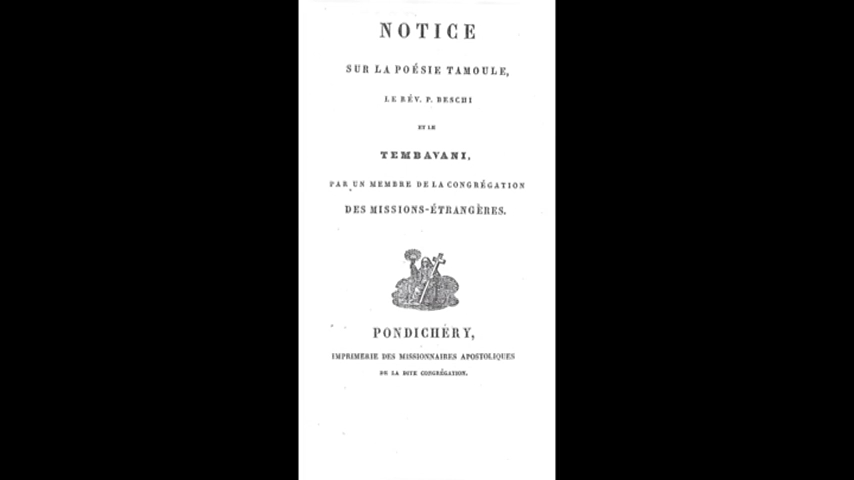 NOTICE
SUR LA POÉSIE TAMOULE,
LE RÉV. P. BESCHI
ET LE
TEMBAVANI,
PAR UN MEMBRE DE LA CONGRÉGATION
DES MISSIONS-ÉTRANGÈRES.
PONDICHÉRY,
IMPRIMERIE DES MISSIONNAIRES APOSTOLIQUES
DE LA DITE CONGRÉGATION.